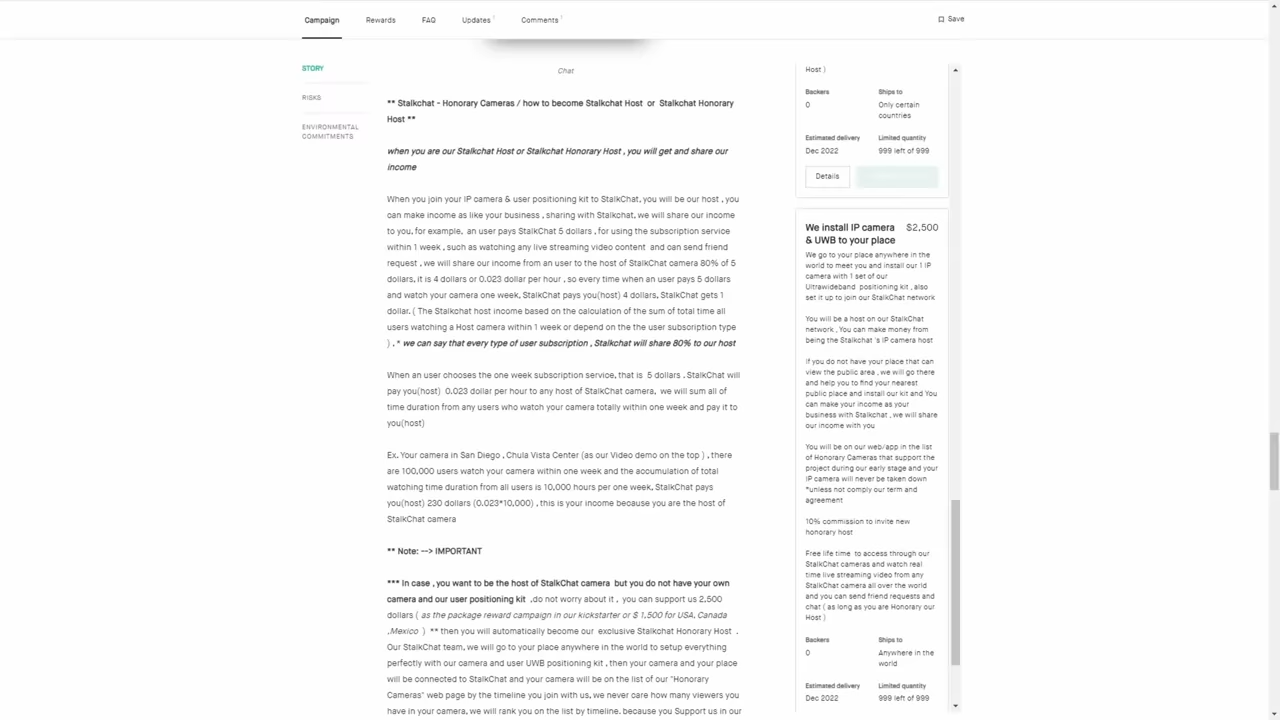 Campaign
Rewards
FAQ
Updates 1
Comments 1
Save
STORY
RISKS
ENVIRONMENTAL
COMMITMENTS
Chat
** Stalkchat - Honorary Cameras / how to become Stalkchat Host or Stalkchat Honorary
Host **
when you are our Stalkchat Host or Stalkchat Honorary Host , you will get and share our
income
When you join your IP camera & user positioning kit to StalkChat, you will be our host , you
can make income as like your business , sharing with Stalkchat, we will share our income
to you, for example, an user pays StalkChat 5 dollars , for using the subscription service
within 1 week , such as watching any live streaming video content and can send friend
request , we will share our income from an user to the host of StalkChat camera 80% of 5
dollars, it is 4 dollars or 0.023 dollar per hour , so every time when an user pays 5 dollars
and watch your camera one week, StalkChat pays you(host) 4 dollars, StalkChat gets 1
dollar. ( The Stalkchat host income based on the calculation of the sum of total time all
users watching a Host camera within 1 week or depend on the the user subscription type
) . * we can say that every type of user subscription , Stalkchat will share 80% to our host
When an user chooses the one week subscription service, that is 5 dollars . StalkChat will
pay you(host) 0.023 dollar per hour to any host of StalkChat camera, we will sum all of
time duration from any users who watch your camera totally within one week and pay it to
you(host)
Ex. Your camera in San Diego , Chula Vista Center (as our Video demo on the top ) , there
are 100,000 users watch your camera within one week and the accumulation of total
watching time duration from all users is 10,000 hours per one week, StalkChat pays
you(host) 230 dollars (0.023*10,000) , this is your income because you are the host of
StalkChat camera
** Note: --> IMPORTANT
*** In case , you want to be the host of StalkChat camera but you do not have your own
camera and our user positioning kit ,do not worry about it , you can support us 2,500
dollars ( as the package reward campaign in our kickstarter or $ 1,500 for USA, Canada
,Mexico ) ** then you will automatically become our exclusive Stalkchat Honorary Host .
Our StalkChat team, we will go to your place anywhere in the world to setup everything
perfectly with our camera and user UWB positioning kit , then your camera and your place
will be connected to StalkChat and your camera will be on the list of our "Honorary
Cameras" web page by the timeline you join with us, we never care how many viewers you
have in your camera, we will rank you on the list by timeline. because you Support us in our
Host )
Backers
0
Ships to
Only certain
countries
Estimated delivery
Dec 2022
Limited quantity
999 left of 999
Details
We install IP camera $2,500
& UWB to your place
We go to your place anywhere in the
world to meet you and install our 1 IP
camera with 1 set of our
Ultrawideband positioning kit , also
set it up to join our StalkChat network
You will be a host on our StalkChat
network , You can make money from
being the Stalkchat 's IP camera host
If you do not have your place that can
view the public area , we will go there
and help you to find your nearest
public place and install our kit and You
can make your income as your
business with Stalkchat , we will share
our income with you
You will be on our web/app in the list
of Honorary Cameras that support the
project during our early stage and your
IP camera will never be taken down
*unless not comply our term and
agreement
10% commission to invite new
honorary host
Free life time to access through our
StalkChat cameras and watch real
time live streaming video from any
StalkChat camera all over the world
and you can send friend requests and
chat ( as long as you are Honorary our
Host )
Backers
0
Ships to
Anywhere in the
world
Estimated delivery
Dec 2022
Limited quantity
999 left of 999